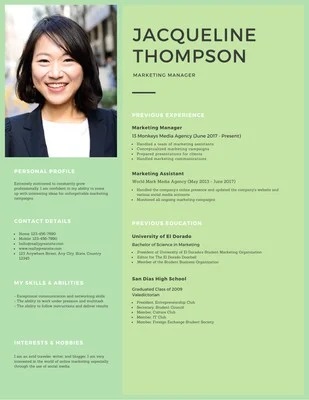 JACQUELINE
THOMPSON
MARKETING MANAGER
PREVIOUS EXPERIENCE
Marketing Manager
13 Monkeys Media Agency (June 2017 - Present)
Handled a team of marketing assistants
Conceptualized marketing campaigns
Prepared presentations for clients
Handled marketing communications
Marketing Assistant
World Mark Media Agency (May 2013 - June 2017)
Handled the company's online presence and updated the company's website and
various social media accounts
Monitored all ongoing marketing campaigns
PREVIOUS EDUCATION
University of El Dorado
Bachelor of Science in Marketing
President of University of El Dorado Student Marketing Organization
Editor for The El Dorado
Member of the Student Business Organization
San Dias High School
Graduated Class of 2009
Valedictorian
President, Entrepreneurship Club
Secretary, Student Council
Member, Culture Club
Member, IT Club
Member, Foreign Exchange Student Society
PERSONAL PROFILE
Extremely motivated to constantly grow
professionally. I am confident in my ability to come
up with interesting ideas for unforgettable marketing
campaigns.
CONTACT DETAILS
Home: 123-456-7890
Mobile: 123-456-7890
123 Anywhere Street, Any City, State, Country
12345
MY SKILLS & ABILITIES
- Exceptional communication and networking skills
- The ability to work under pressure and multitask
- The ability to follow instructions and deliver results
INTERESTS & HOBBIES
I am an avid traveler, writer, and blogger. I am very
interested in the world of online marketing especially
through the use of social media.